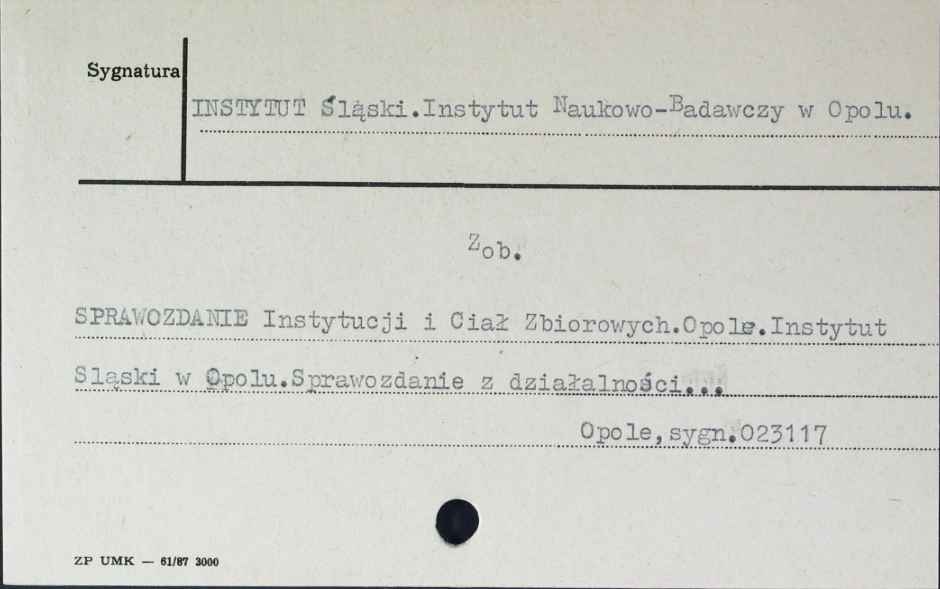 Sygnatura
INSTYTUT Śląski.Instytut Naukowo-Badawczy w Opolu.
Zob.
SPRAWOZDANIE Instytucji i Ciał Zbiorowych.Opole.Instytut
Sląski w Opolu.Sprawozdanie z działalności...
Opole,sygn.023117
ZP UMK — 61/87 3000